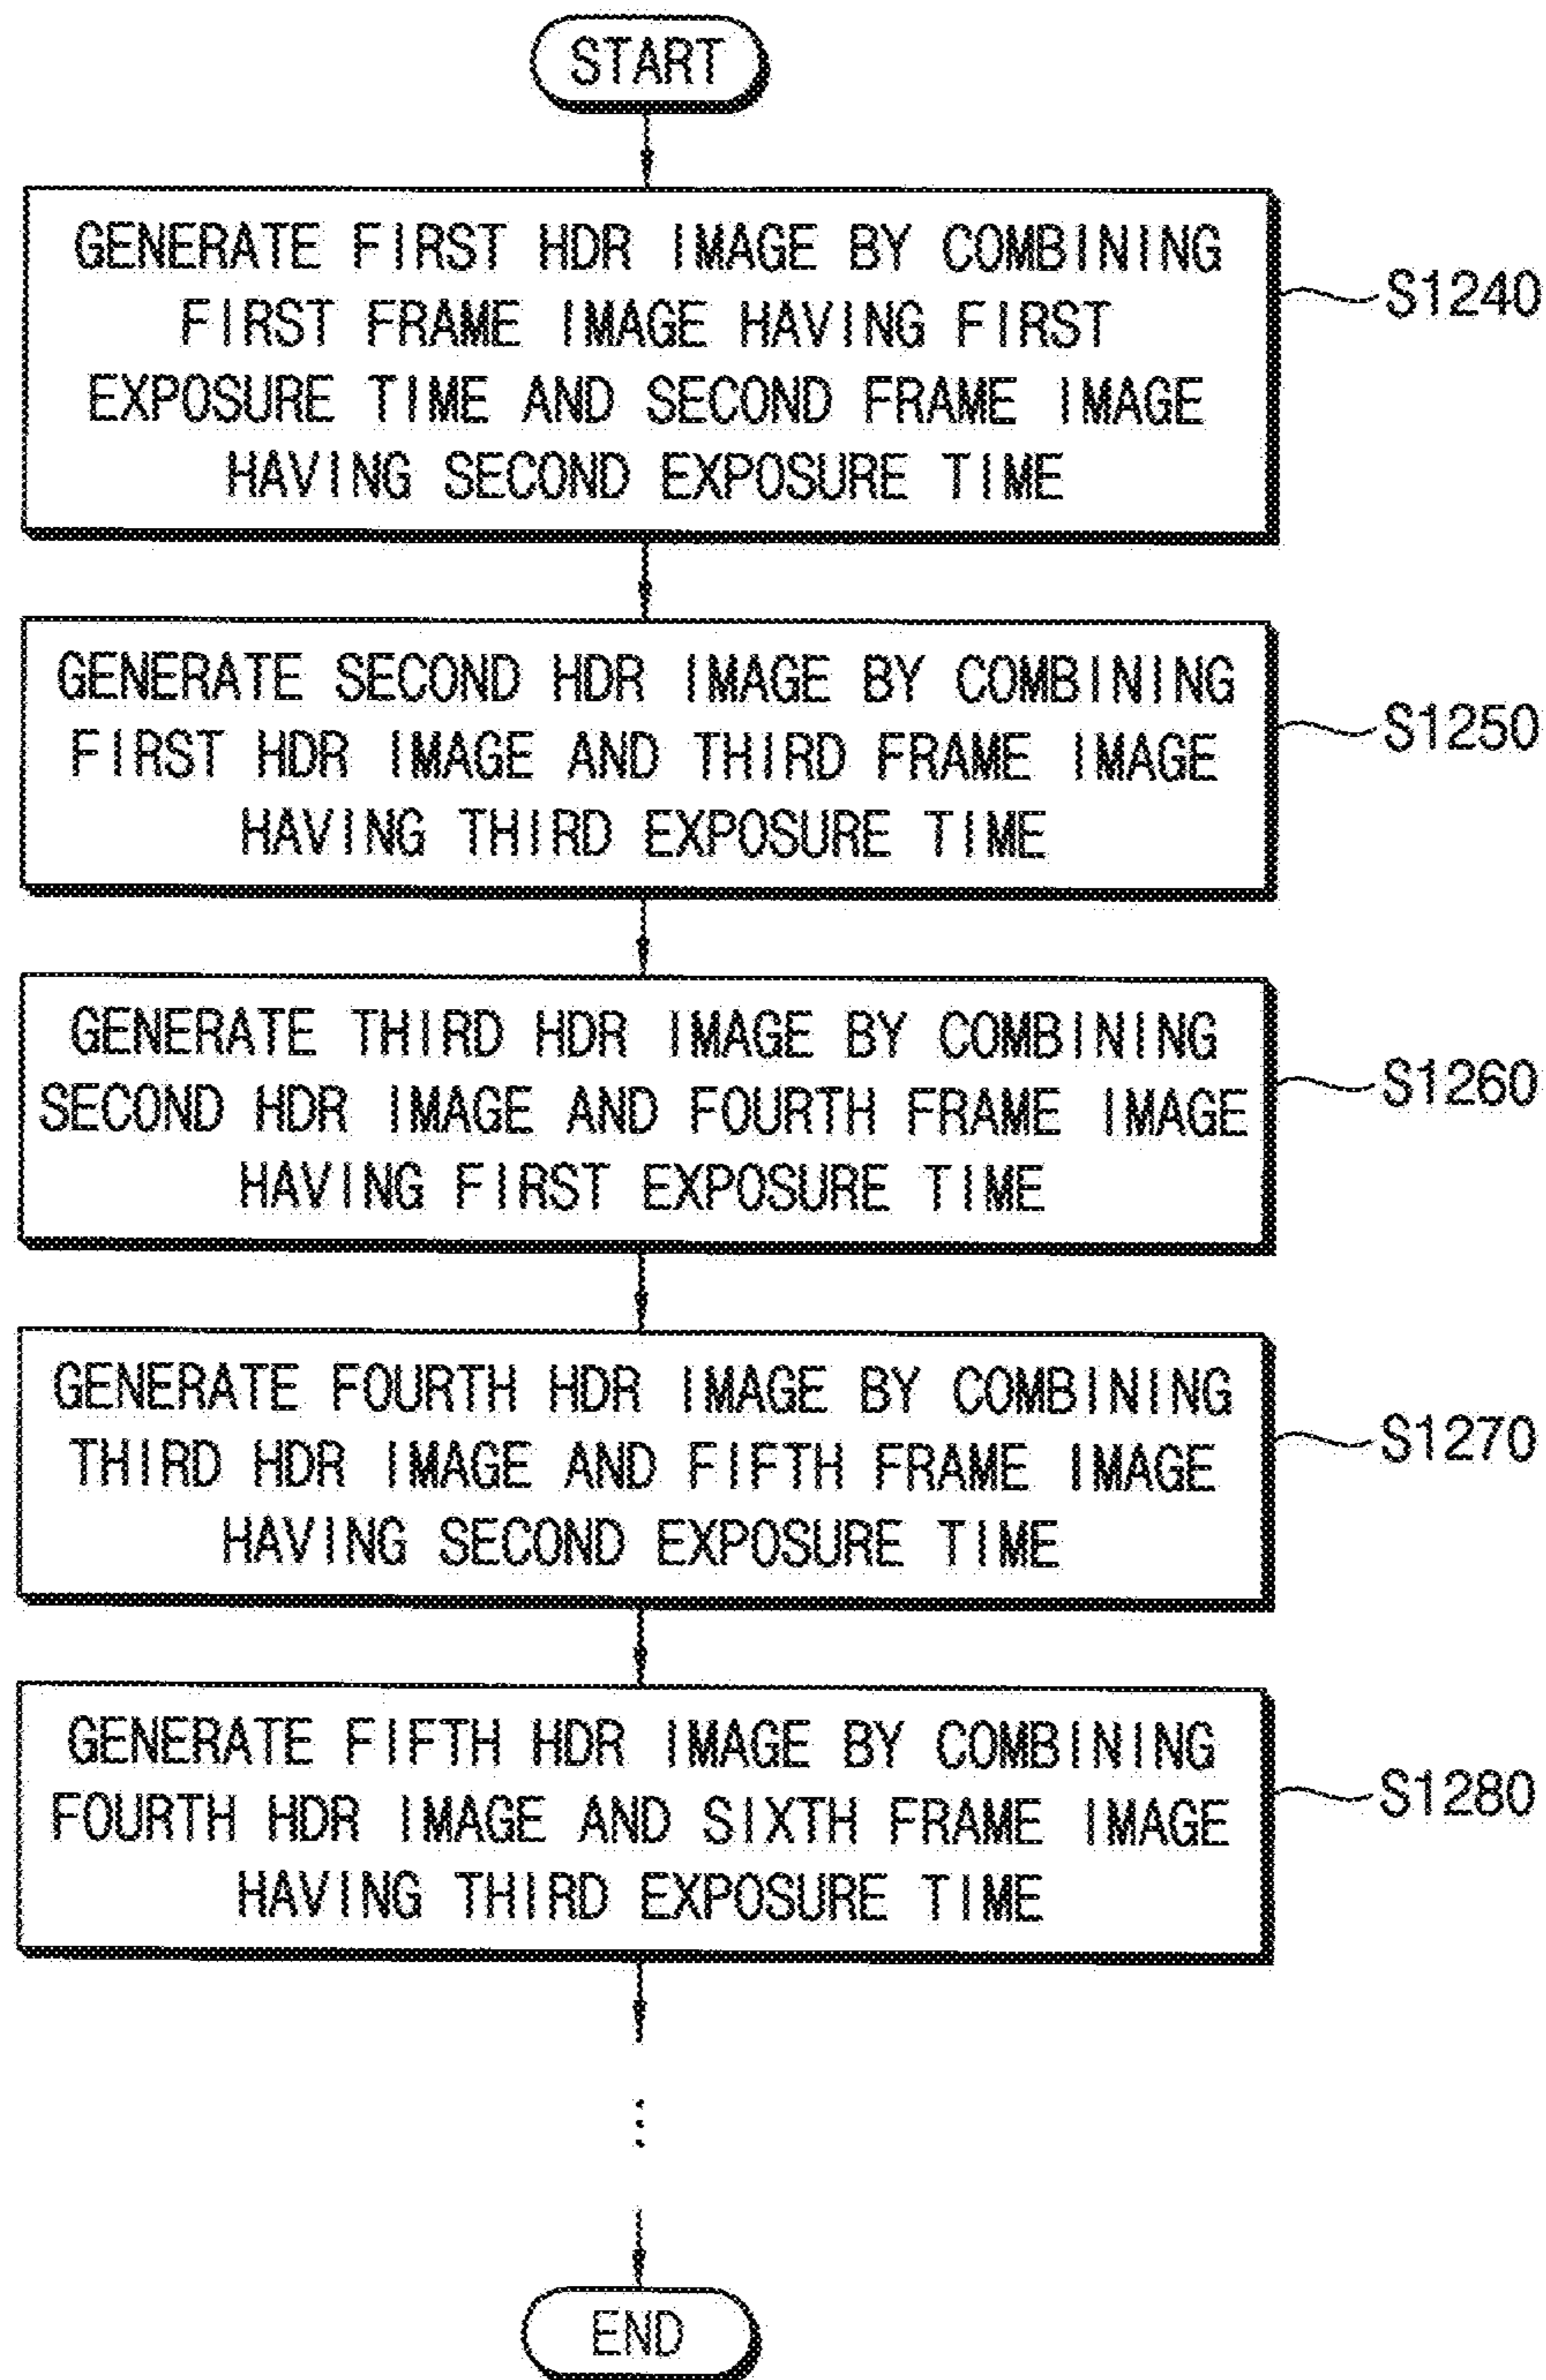 START
GENERATE FIRST HDR IMAGE BY COMBINING
FIRST FRAME IMAGE HAVING FIRST
EXPOSURE TIME AND SECOND FRAME IMAGE
HAVING SECOND EXPOSURE TIME
S1240
GENERATE SECOND HDR IMAGE BY COMBINING
FIRST HDR IMAGE AND THIRD FRAME IMAGE
HAVING THIRD EXPOSURE TIME
S1250
GENERATE THIRD HDR IMAGE BY COMBINING
SECOND HDR IMAGE AND FOURTH FRAME IMAGE
HAVING FIRST EXPOSURE TIME
S1260
GENERATE FOURTH HDR IMAGE BY COMBINING
THIRD HDR IMAGE AND FIFTH FRAME IMAGE
HAVING SECOND EXPOSURE TIME
S1270
GENERATE FIFTH HDR IMAGE BY COMBINING
FOURTH HDR IMAGE AND SIXTH FRAME IMAGE
HAVING THIRD EXPOSURE TIME
S1280
END